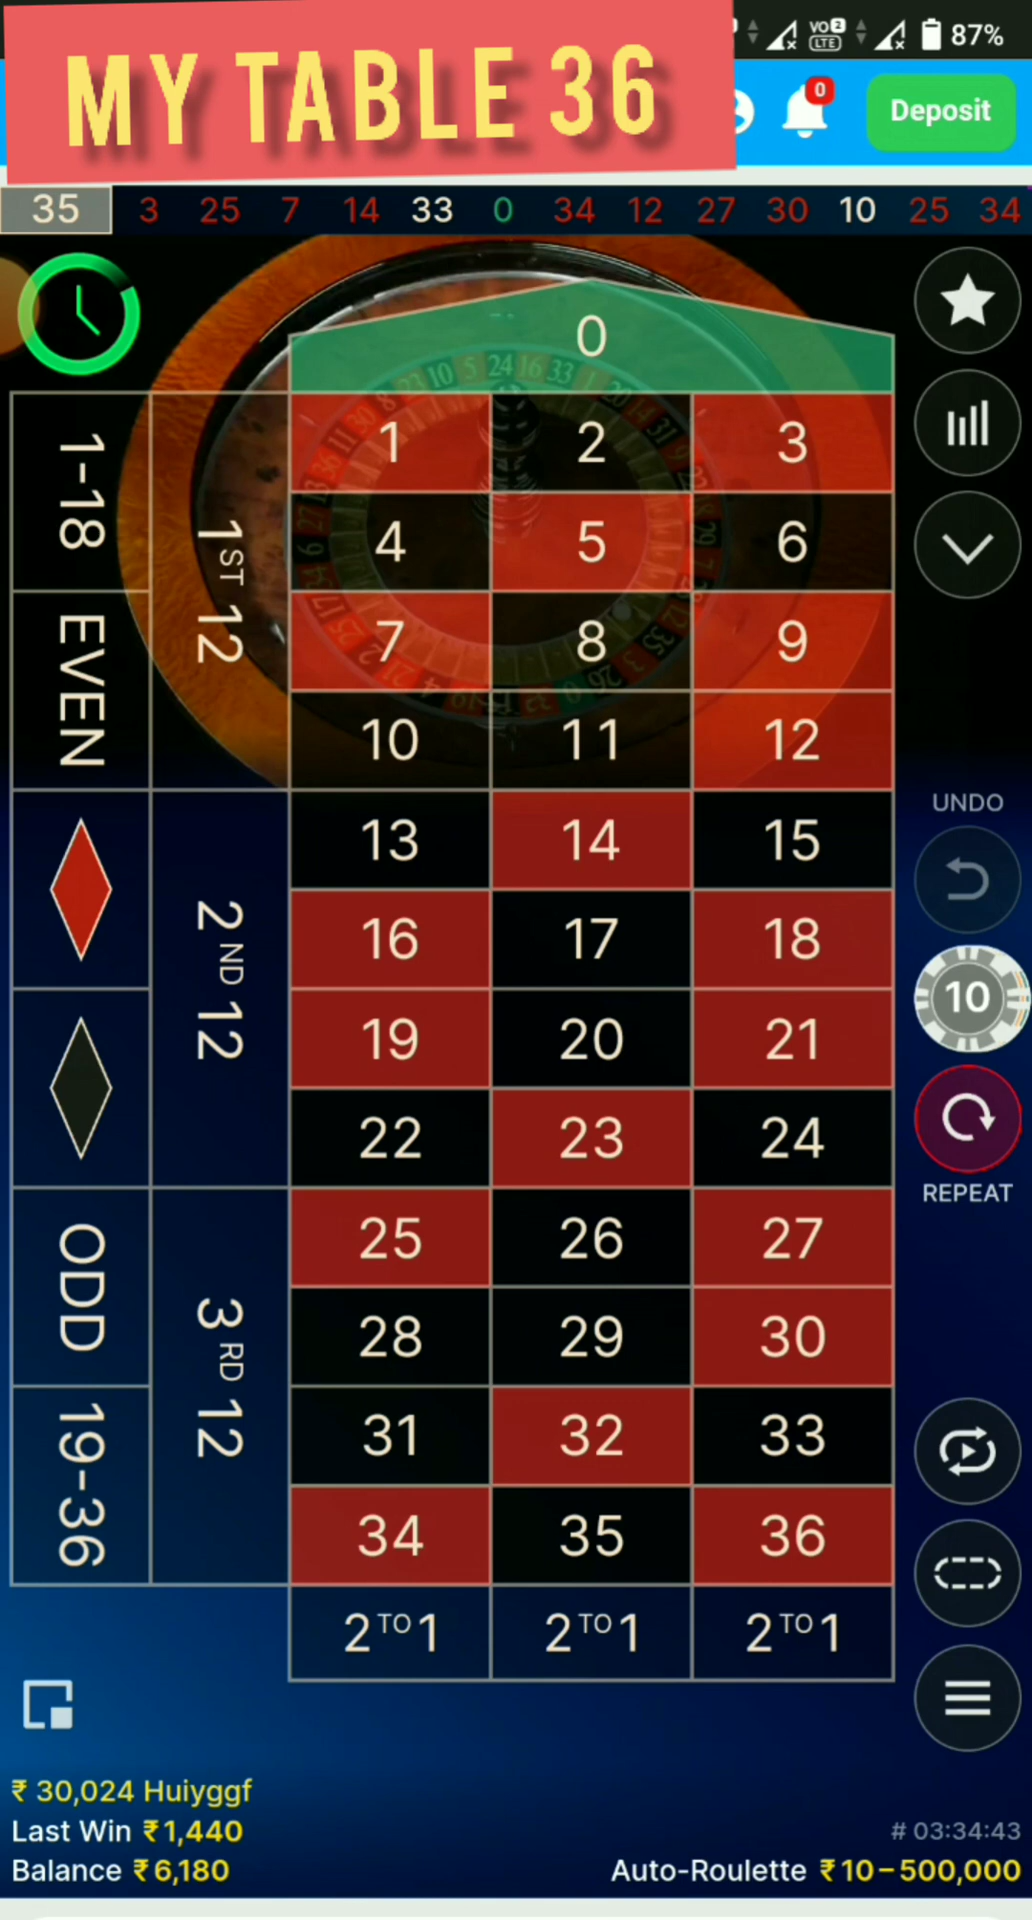 MY TABLE 36
VO 2 LTE 87%
0
Deposit
35 3 25 7 14 33 0 34 12 27 30 10 25 34
0
1-18
EVEN
ODD
19-36
1ST 12
2ND 12
3RD 12
1 2 3
4 5 6
7 8 9
10 11 12
13 14 15
16 17 18
19 20 21
22 23 24
25 26 27
28 29 30
31 32 33
34 35 36
2 TO 1 2 TO 1 2 TO 1
UNDO
10
REPEAT
₹ 30,024 Huiyggf
Last Win ₹1,440
# 03:34:43
Balance ₹6,180
Auto-Roulette ₹10–500,000